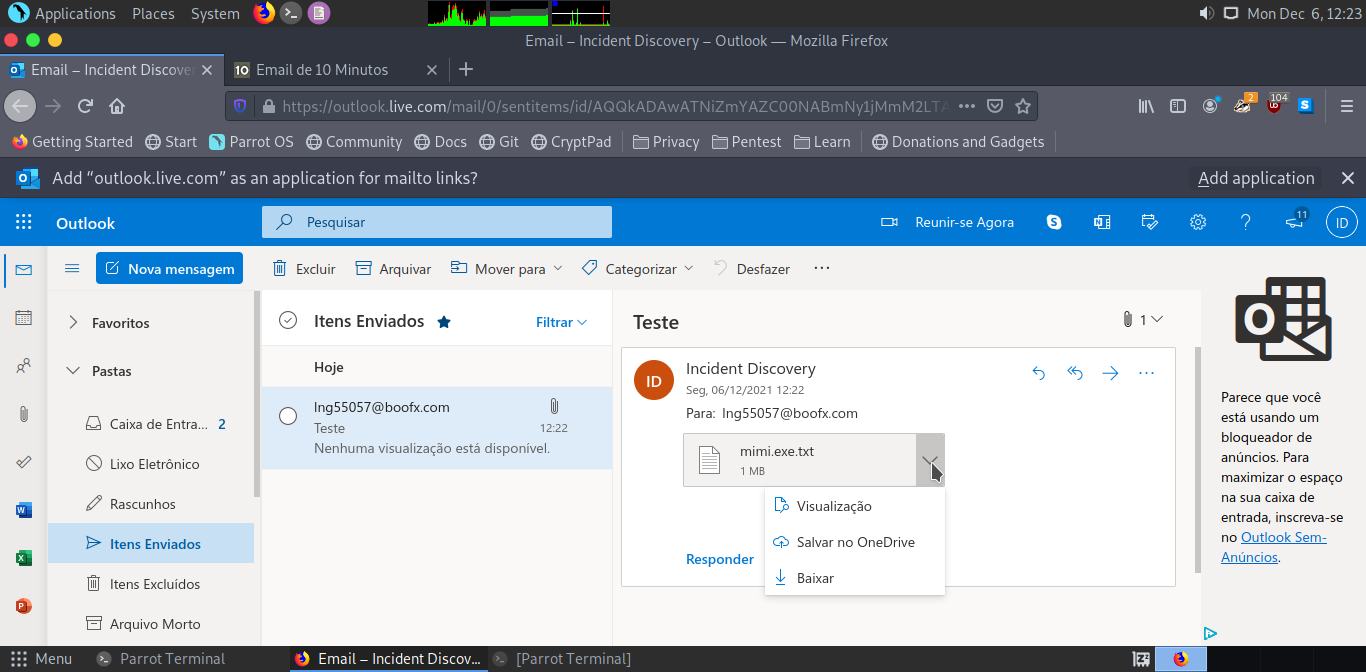 Applications Places System Mon Dec 6, 12:23
Email – Incident Discovery – Outlook — Mozilla Firefox
Email – Incident Discover
10 Email de 10 Minutos
https://outlook.live.com/mail/0/sentitems/id/AQQkADAwATNiZmYAZC00NABmNy1jMmM2LTA
2 104 S
Getting Started Start Parrot OS Community Docs Git CryptPad Privacy Pentest Learn Donations and Gadgets
Add “outlook.live.com” as an application for mailto links? Add application
Outlook Pesquisar Reunir-se Agora 11 ID
Nova mensagem Excluir Arquivar Mover para Categorizar Desfazer
Favoritos
Pastas
Caixa de Entra... 2
Lixo Eletrônico
Rascunhos
Itens Enviados
Itens Excluídos
Arquivo Morto
Itens Enviados Filtrar
Hoje
lng55057@boofx.com
Teste 12:22
Nenhuma visualização está disponível.
Teste 1
ID Incident Discovery
Seg, 06/12/2021 12:22
Para: lng55057@boofx.com
mimi.exe.txt
1 MB
Visualização
Salvar no OneDrive
Baixar
Responder
Parece que você
está usando um
bloqueador de
anúncios. Para
maximizar o espaço
na sua caixa de
entrada, inscreva-se
no Outlook Sem-
Anúncios.
Menu Parrot Terminal Email – Incident Discov... [Parrot Terminal]